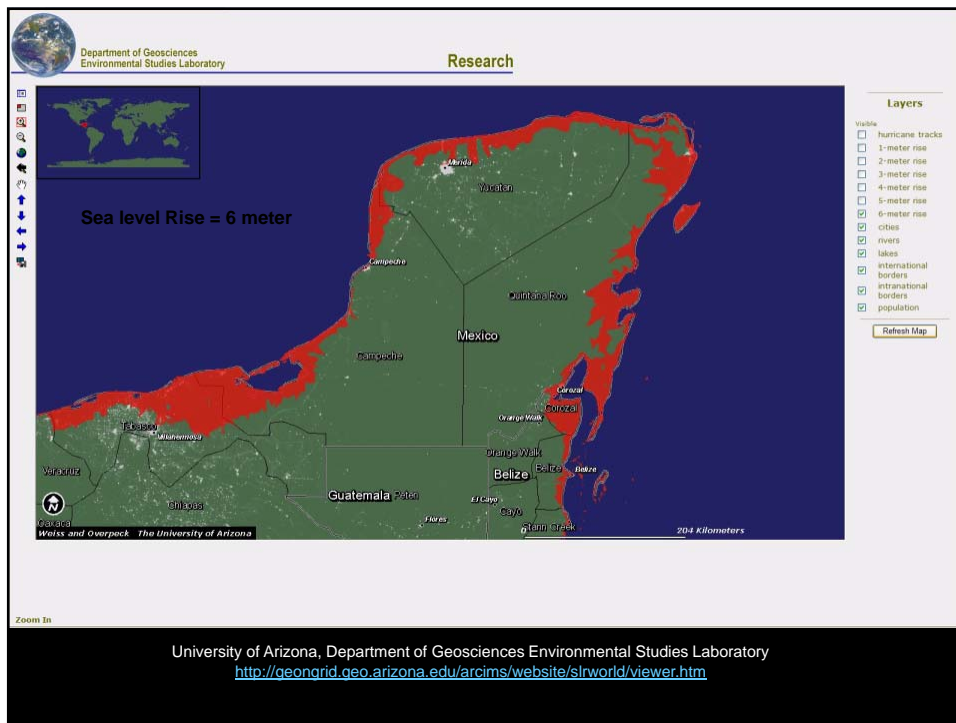 Department of Geosciences
Environmental Studies Laboratory
Research
Sea level Rise = 6 meter
Layers
Visible
hurricane tracks
1-meter rise
2-meter rise
3-meter rise
4-meter rise
5-meter rise
6-meter rise
cities
rivers
lakes
international
borders
intranational
borders
population
Refresh Map
Merida
Yucatan
Campeche
Quintana Roo
Mexico
Campeche
Corozal
Corozal
Orange Walk
Tabasco
Villahermosa
Orange Walk
Belize
Belize
Belize
Veracruz
Guatemala
Peten
El Cayo
Cayo
Chiapas
Flores
Stann Creek
Oaxaca
N
0
204 Kilometers
Weiss and Overpeck The University of Arizona
Zoom In
University of Arizona, Department of Geosciences Environmental Studies Laboratory
http://geongrid.geo.arizona.edu/arcims/website/slrworld/viewer.htm